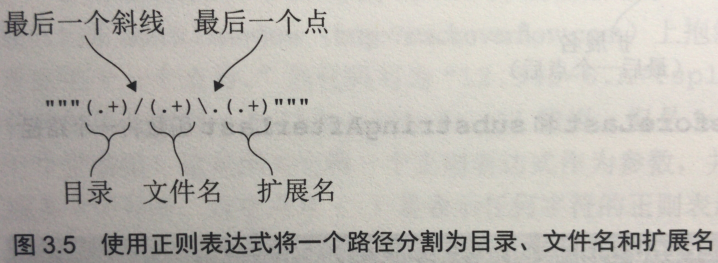 最后一个斜线 最后一个点
"""(.+)/(.+)\.(.+)"""
目录 文件名 扩展名
图 3.5 使用正则表达式将一个路径分割为目录、文件名和扩展名